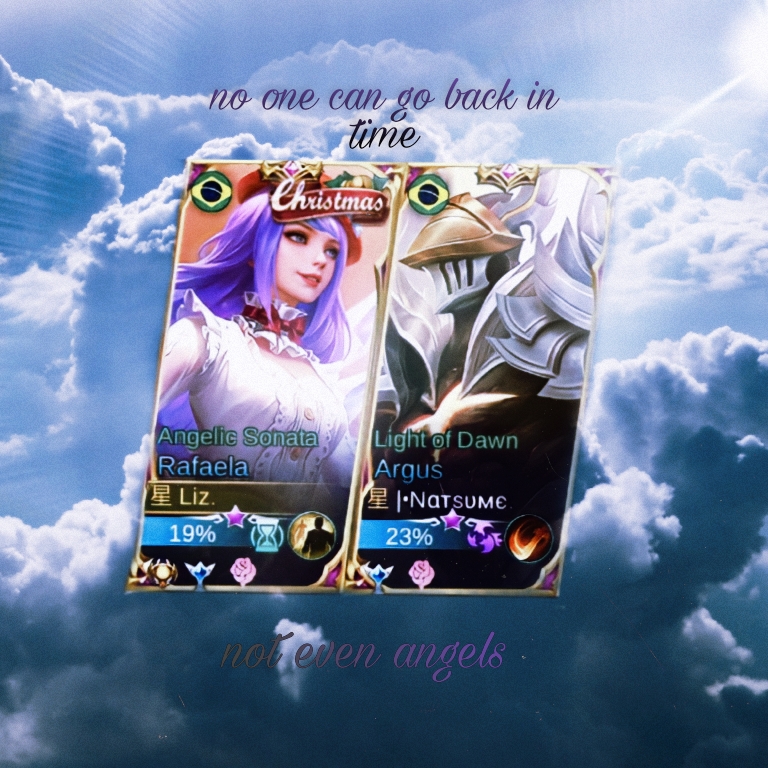 no one can go back in
time
Christmas
Angelic Sonata
Rafaela
星 Liz.
19%
Light of Dawn
Argus
星 |•Nαтѕυмє
23%
not even angels